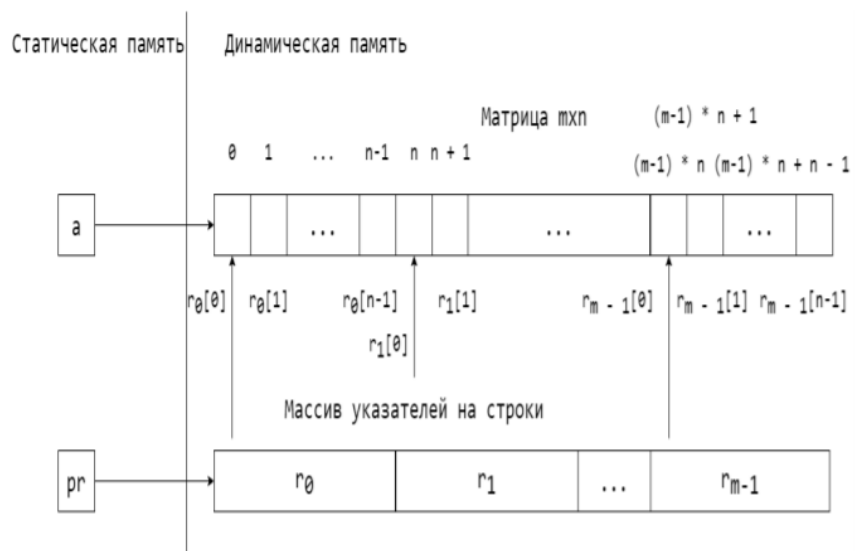 Статическая память
Динамическая память
Матрица mxn
(m-1) * n + 1
0 1 ... n-1 n n + 1
(m-1) * n (m-1) * n + n - 1
a
... ... ...
r0[0] r0[1] r0[n-1] r1[1] rm - 1[0] rm - 1[1] rm - 1[n-1]
r1[0]
Массив указателей на строки
pr
r0 r1 ... rm-1